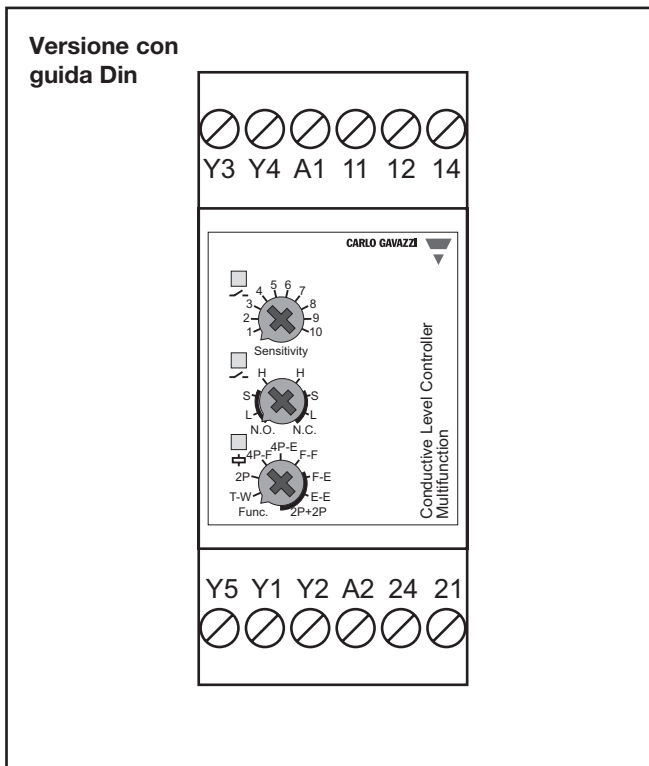 Versione con
guida Din
Y3 Y4 A1 11 12 14
CARLO GAVAZZI
1 2 3 4 5 6 7 8 9 10
Sensitivity
L S H H S L
N.O. N.C.
T-W 2P 4P-F 4P-E F-F F-E E-E 2P+2P
Func.
Conductive Level Controller
Multifunction
Y5 Y1 Y2 A2 24 21